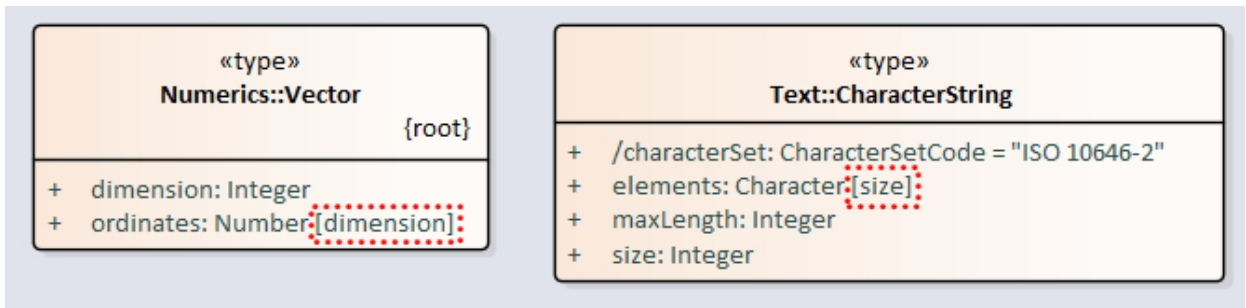 «type»
Numerics::Vector
{root}
+ dimension: Integer
+ ordinates: Number [dimension]
«type»
Text::CharacterString
+ /characterSet: CharacterSetCode = "ISO 10646-2"
+ elements: Character [size]
+ maxLength: Integer
+ size: Integer